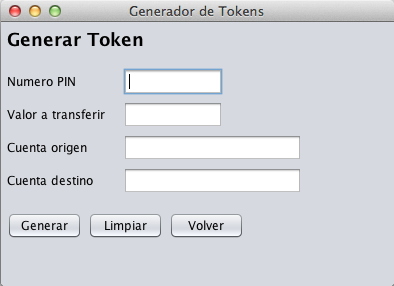 Generador de Tokens
Generar Token
Numero PIN
Valor a transferir
Cuenta origen
Cuenta destino
Generar Limpiar Volver